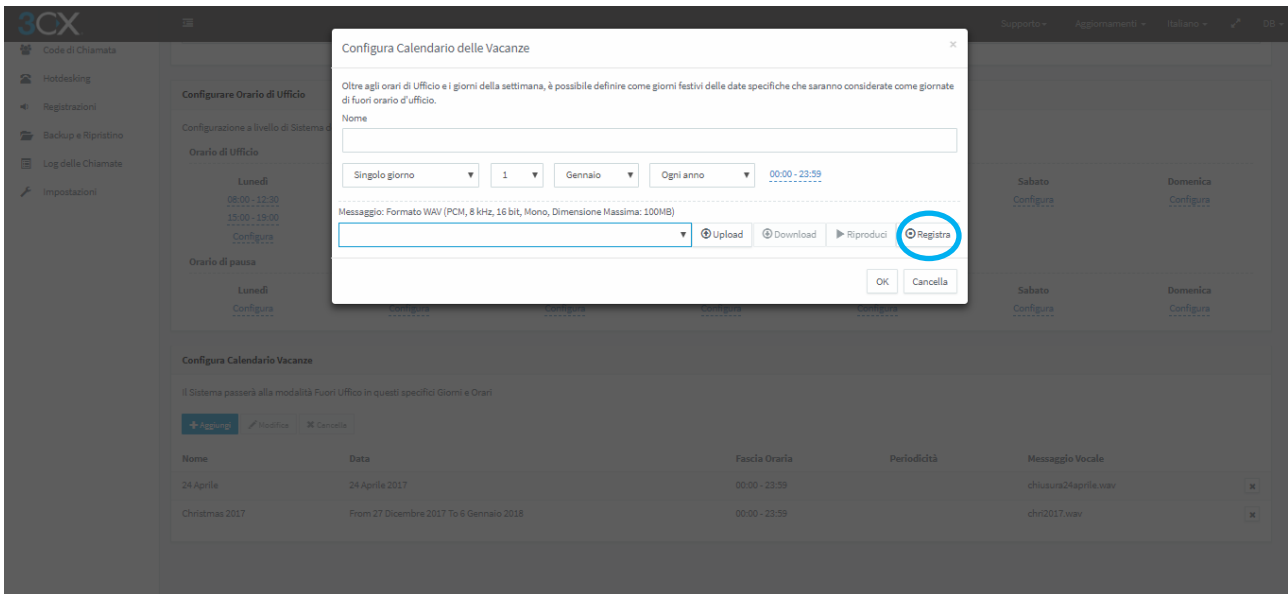 3CX
Supporto
Aggiornamenti
Italiano
DB
Code di Chiamata
Hotdesking
Registrazioni
Backup e Ripristino
Log delle Chiamate
Impostazioni
Configura Calendario delle Vacanze
×
Oltre agli orari di Ufficio e i giorni della settimana, è possibile definire come giorni festivi delle date specifiche che saranno considerate come giornate
di fuori orario d'ufficio.
Nome
Singolo giorno 1 Gennaio Ogni anno 00:00 - 23:59
Messaggio: Formato WAV (PCM, 8 kHz, 16 bit, Mono, Dimensione Massima: 100MB)
Upload Download Riproduci Registra
OK Cancella
Configurare Orario di Ufficio
Configurazione a livello di Sistema d
Orario di Ufficio
Lunedì Sabato Domenica
08:00 - 12:30 Configura Configura
15:00 - 19:00
Configura
Orario di pausa
Lunedì Sabato Domenica
Configura Configura Configura Configura Configura Configura Configura
Configura Calendario Vacanze
Il Sistema passerà alla modalità Fuori Uffico in questi specifici Giorni e Orari
Aggiungi Modifica Cancella
Nome Data Fascia Oraria Periodicità Messaggio Vocale
24 Aprile 24 Aprile 2017 00:00 - 23:59 chiusura24aprile.wav
Christmas 2017 From 27 Dicembre 2017 To 6 Gennaio 2018 00:00 - 23:59 chri2017.wav